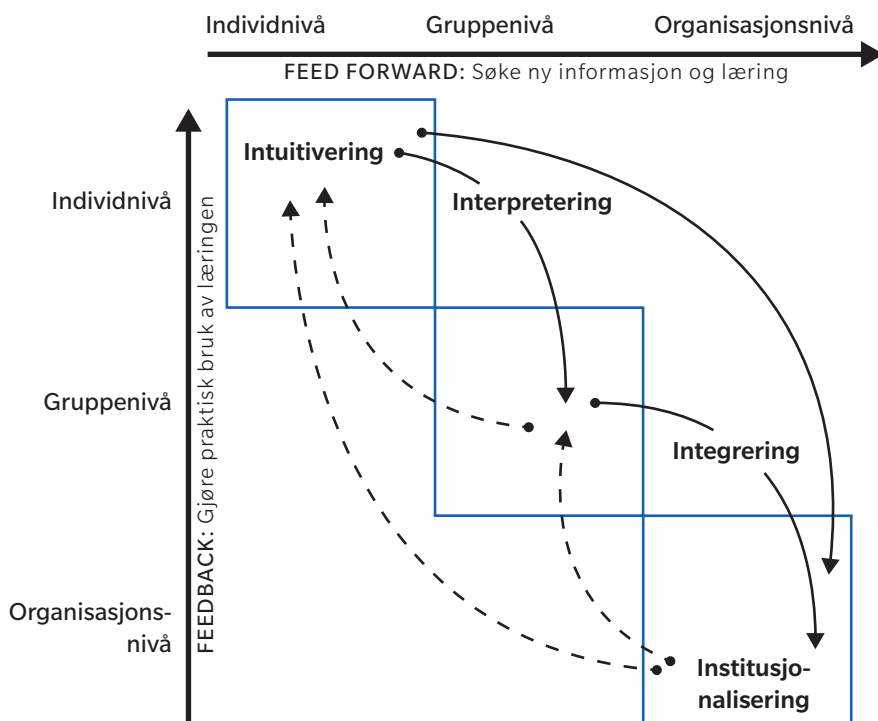 Individnivå
Gruppenivå
Organisasjonsnivå
FEED FORWARD: Søke ny informasjon og læring
Intuitivering
Individnivå
Interpretering
FEEDBACK: Gjøre praktisk bruk av læringen
Gruppenivå
Integrering
Organisasjons-
nivå
Institusjo-
nalisering